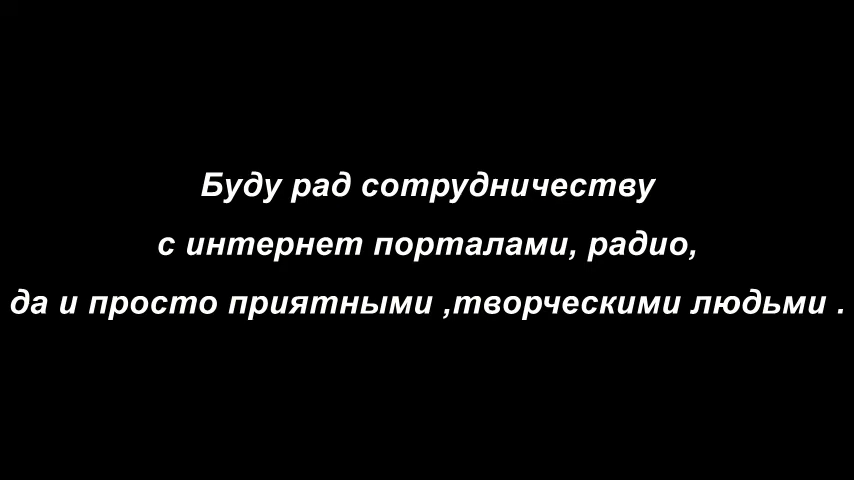 Буду рад сотрудничеству
с интернет порталами, радио,
да и просто приятными ,творческими людьми .